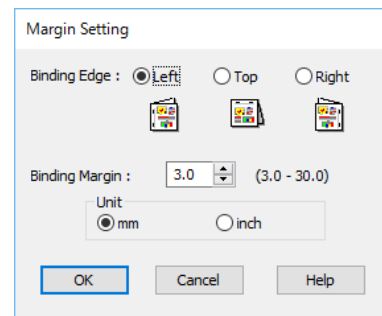 Margin Setting
Binding Edge : Left Top Right
Binding Margin : 3.0 (3.0 - 30.0)
Unit
mm inch
OK Cancel Help